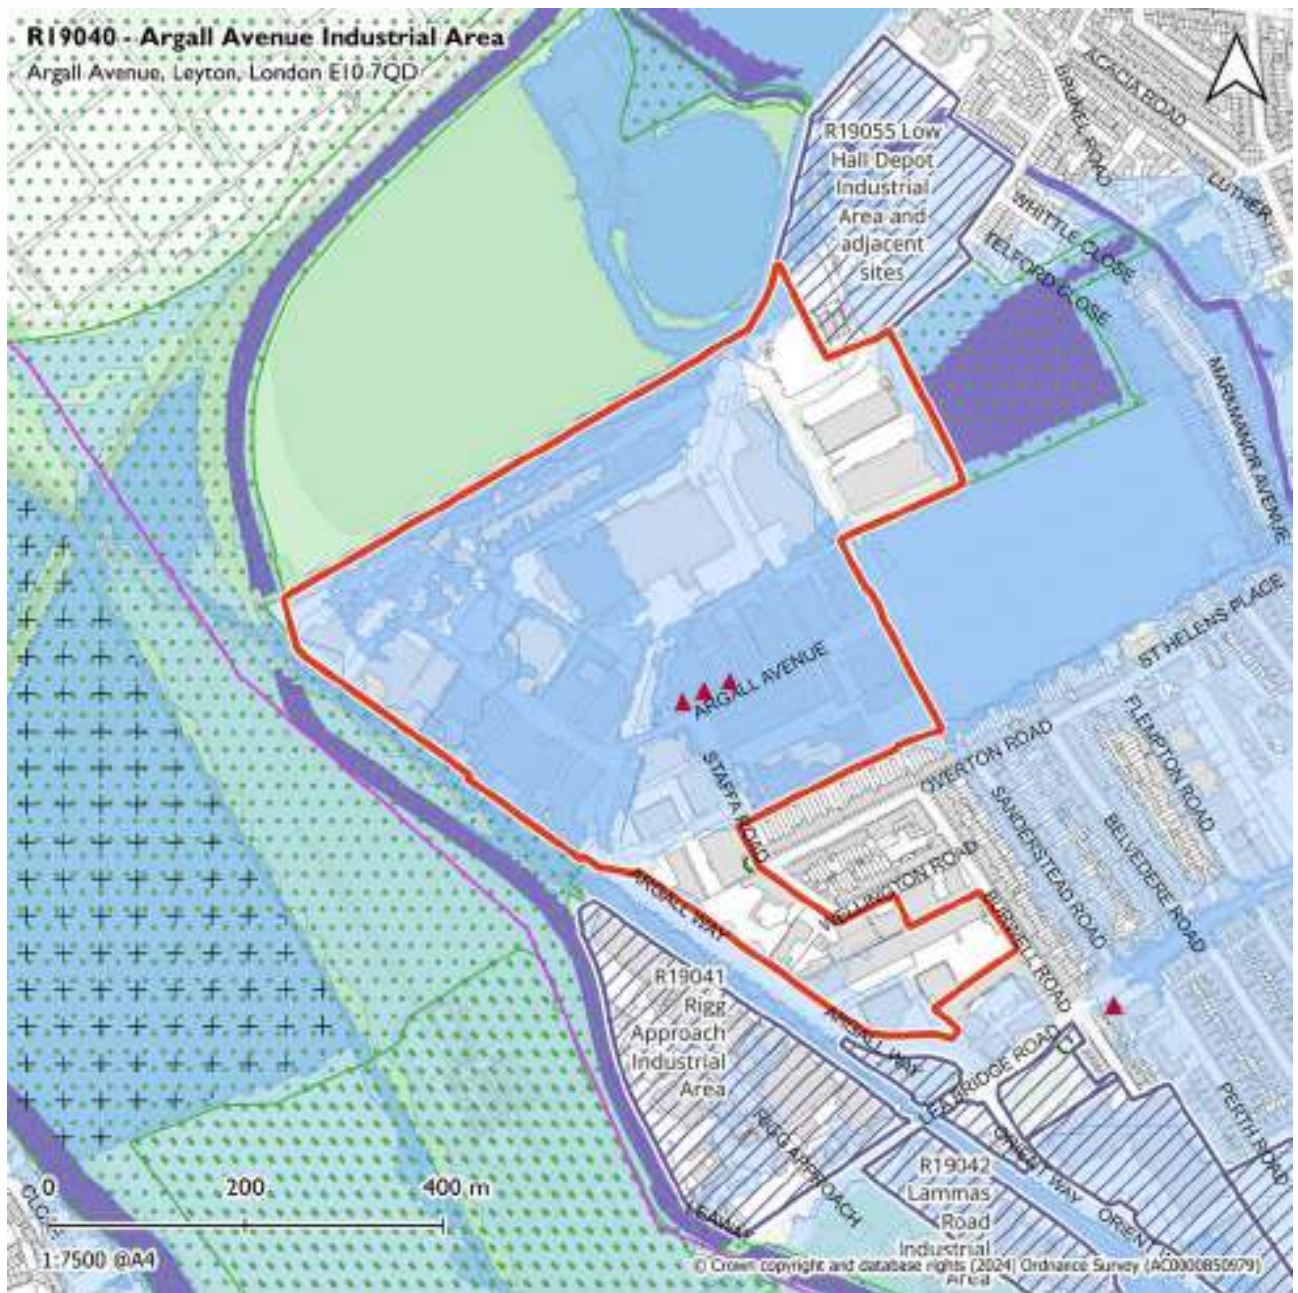 R19040 - Argall Avenue Industrial Area
Argall Avenue, Leyton, London E10 7QD
ACACIA ROAD
BRUNEL ROAD
LUTHER
R19055 Low
Hall Depot
Industrial
Area and
adjacent
sites
WHITTLE CLOSE
TELFORD CLOSE
MARKMANOR AVENUE
ST HELENS PLACE
ARGALL AVENUE
FLEMPTON ROAD
OVERTON ROAD
STAFFA ROAD
SANDERSTEAD ROAD
BELVEDERE ROAD
WELLINGTON ROAD
BURWELL ROAD
ARGALL WAY
R19041
Rigg
Approach
Industrial
Area
ARGALL WAY
EA BRIDGE ROAD
PERTH ROAD
RIGG APPROACH
ORIENT WAY
R19042
Lammas
Road
Industrial
Area
ORIENT
LEAWAY
0 200 400 m
1:7500 @A4
© Crown copyright and database rights [2024] Ordnance Survey (AC0000850979)